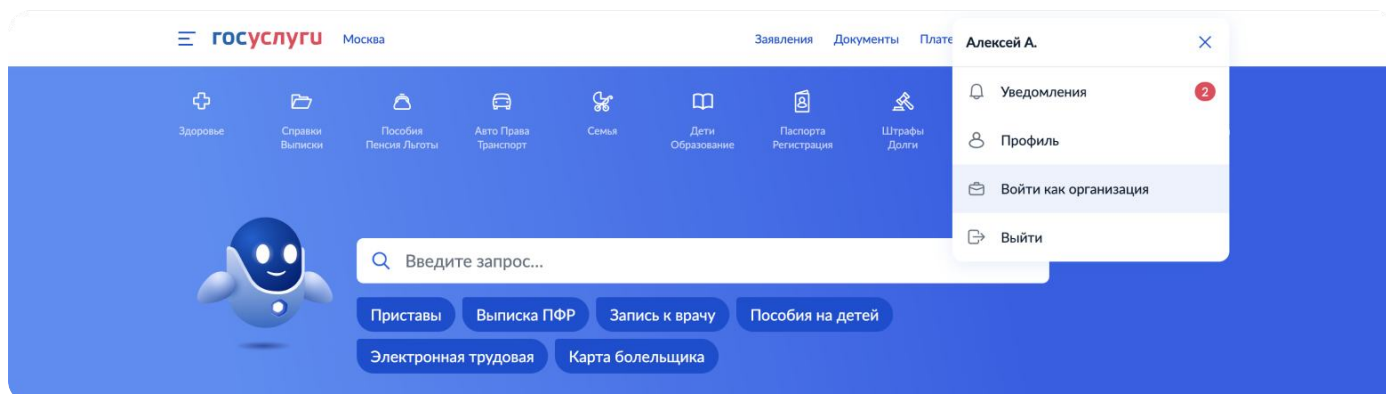 госуслуги Москва Заявления Документы Плате
Алексей А.
Уведомления 2
Профиль
Войти как организация
Выйти
Здоровье
Справки
Выписки
Пособия
Пенсия Льготы
Авто Права
Транспорт
Семья
Дети
Образование
Паспорта
Регистрация
Штрафы
Долги
Введите запрос...
Приставы Выписка ПФР Запись к врачу Пособия на детей
Электронная трудовая Карта болельщика